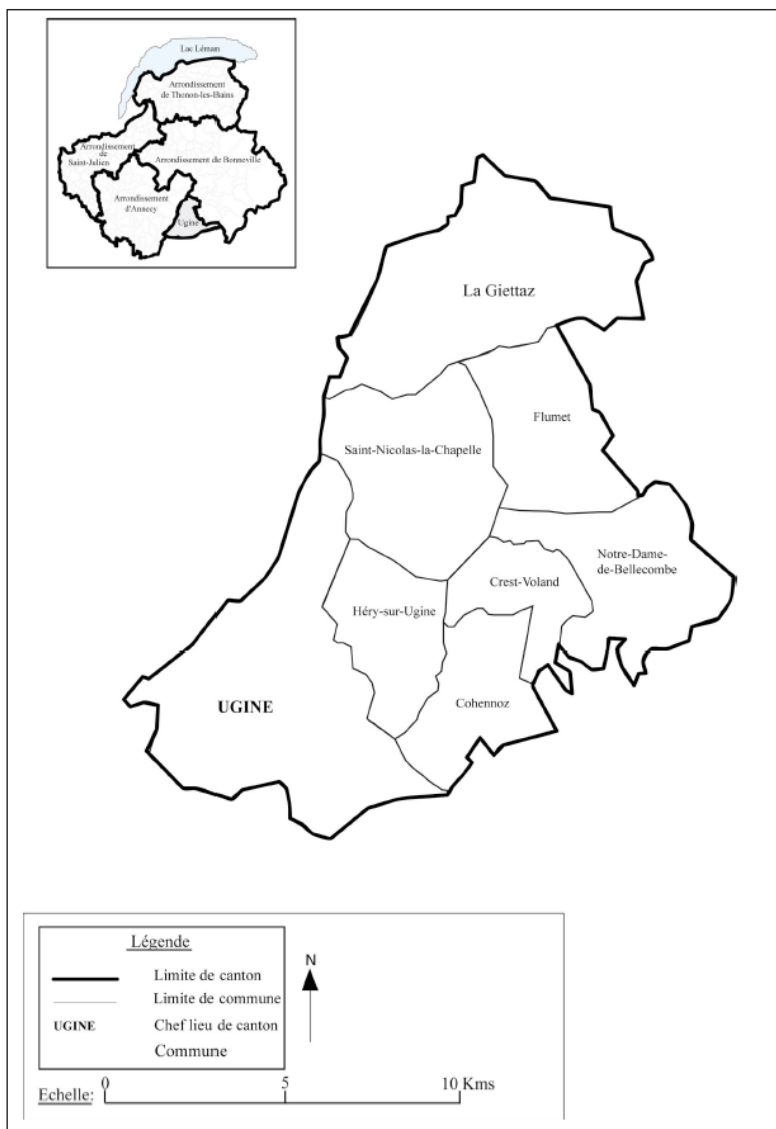 Lac Léman
Arrondissement
de Thonon-les-Bains
Arrondissement
de
Saint-Julien
Arrondissement de Bonneville
Arrondissement
d'Annecy
Ugine
La Giettaz
Flumet
Saint-Nicolas-la-Chapelle
Notre-Dame-
de-Bellecombe
Crest-Voland
Héry-sur-Ugine
UGINE
Cohennoz
Légende
Limite de canton
Limite de commune
UGINE Chef lieu de canton
Commune
N
Echelle: 0 5 10 Kms